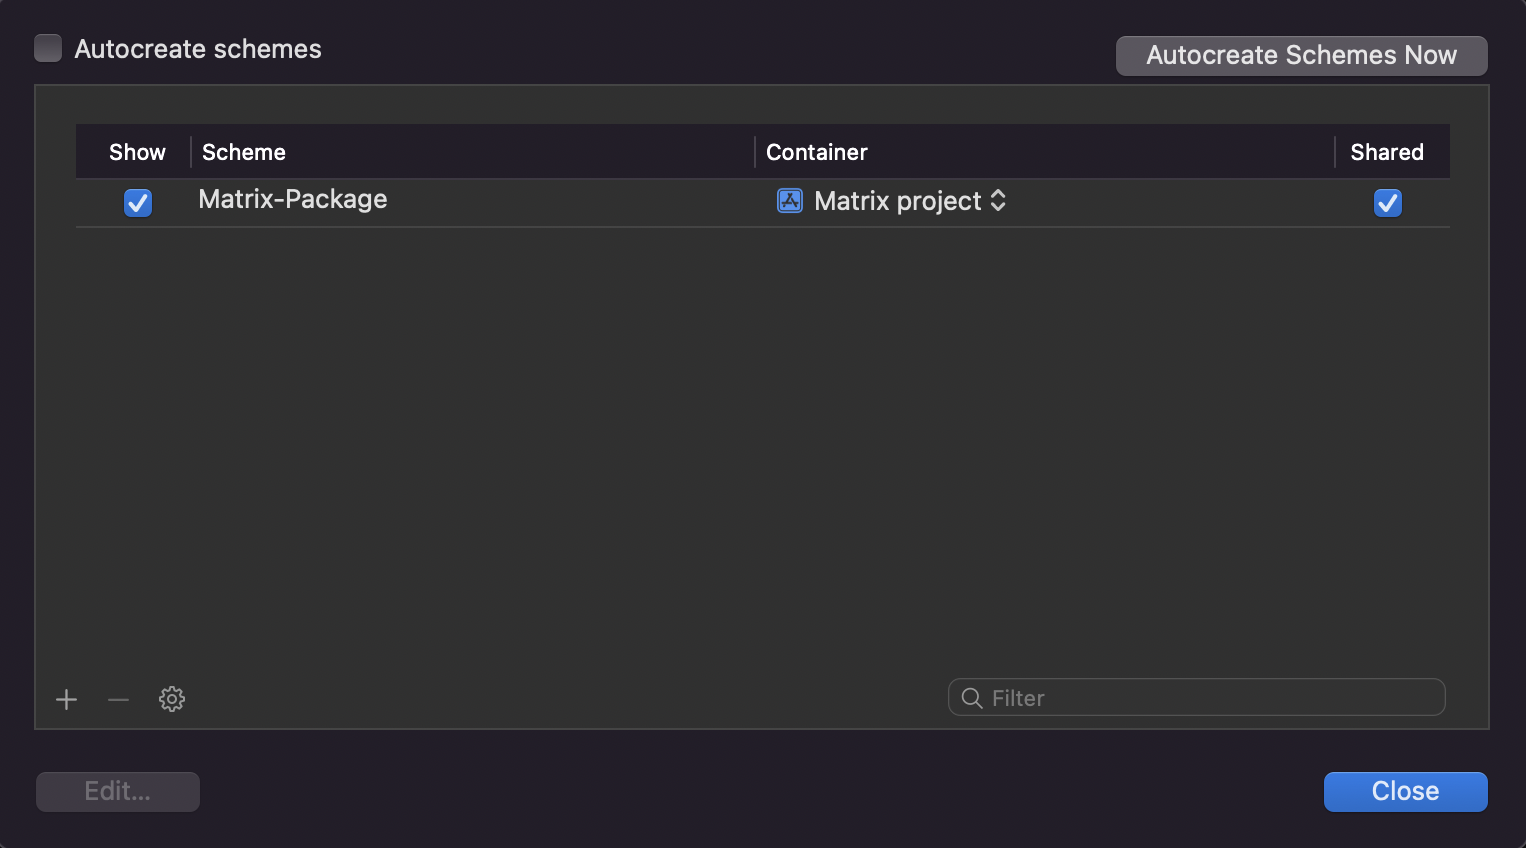 Autocreate schemes
Autocreate Schemes Now
Show Scheme Container Shared
Matrix-Package Matrix project
Filter
Edit...
Close